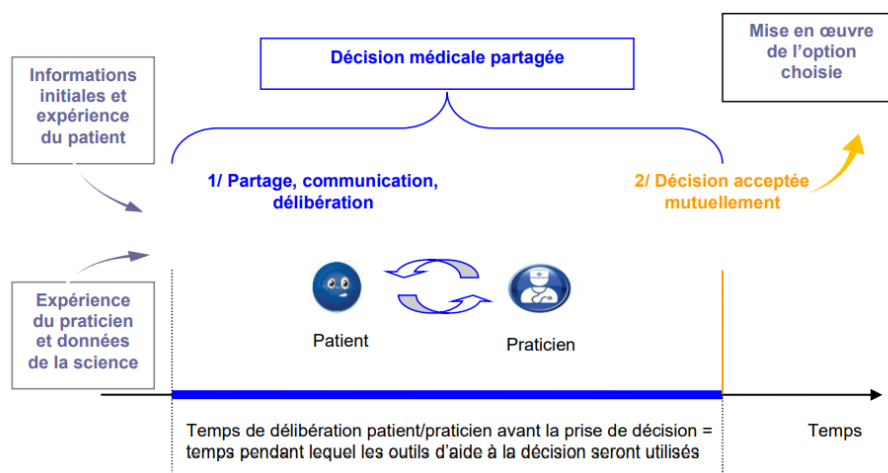 Informations
initiales et
expérience
du patient
Décision médicale partagée
Mise en œuvre
de l'option
choisie
1/ Partage, communication,
délibération
2/ Décision acceptée
mutuellement
Expérience
du praticien
et données
de la science
Patient
Praticien
Temps de délibération patient/praticien avant la prise de décision =
temps pendant lequel les outils d'aide à la décision seront utilisés
Temps